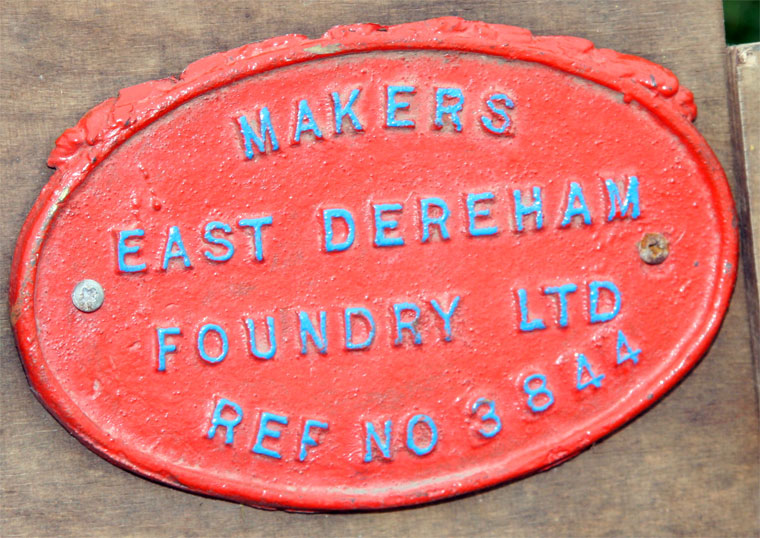 MAKERS
EAST DEREHAM
FOUNDRY LTD
REF NO 3844